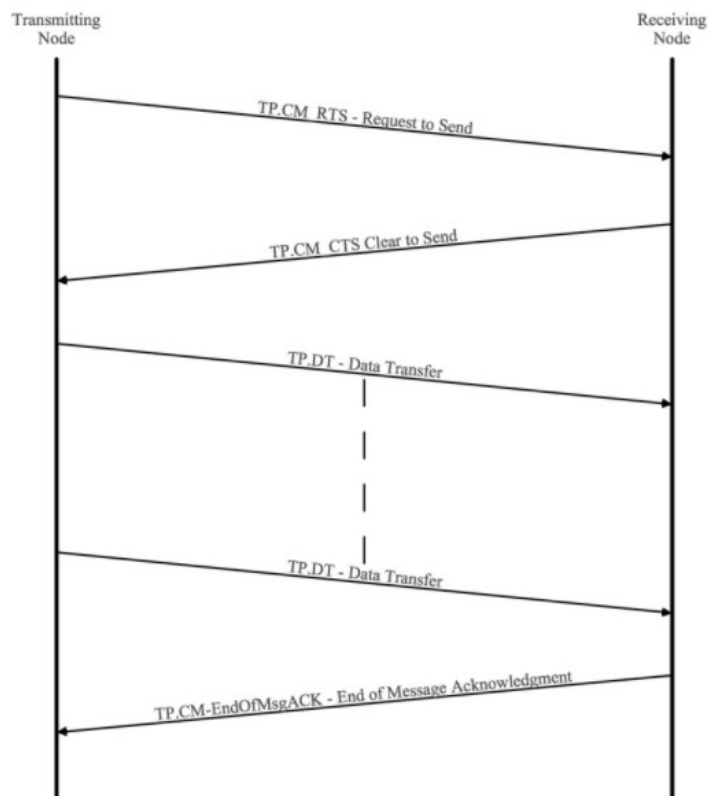 Transmitting
Node
Receiving
Node
TP.CM_RTS - Request to Send
TP.CM_CTS Clear to Send
TP.DT - Data Transfer
TP.DT - Data Transfer
TP.CM-EndOfMsgACK - End of Message Acknowledgment